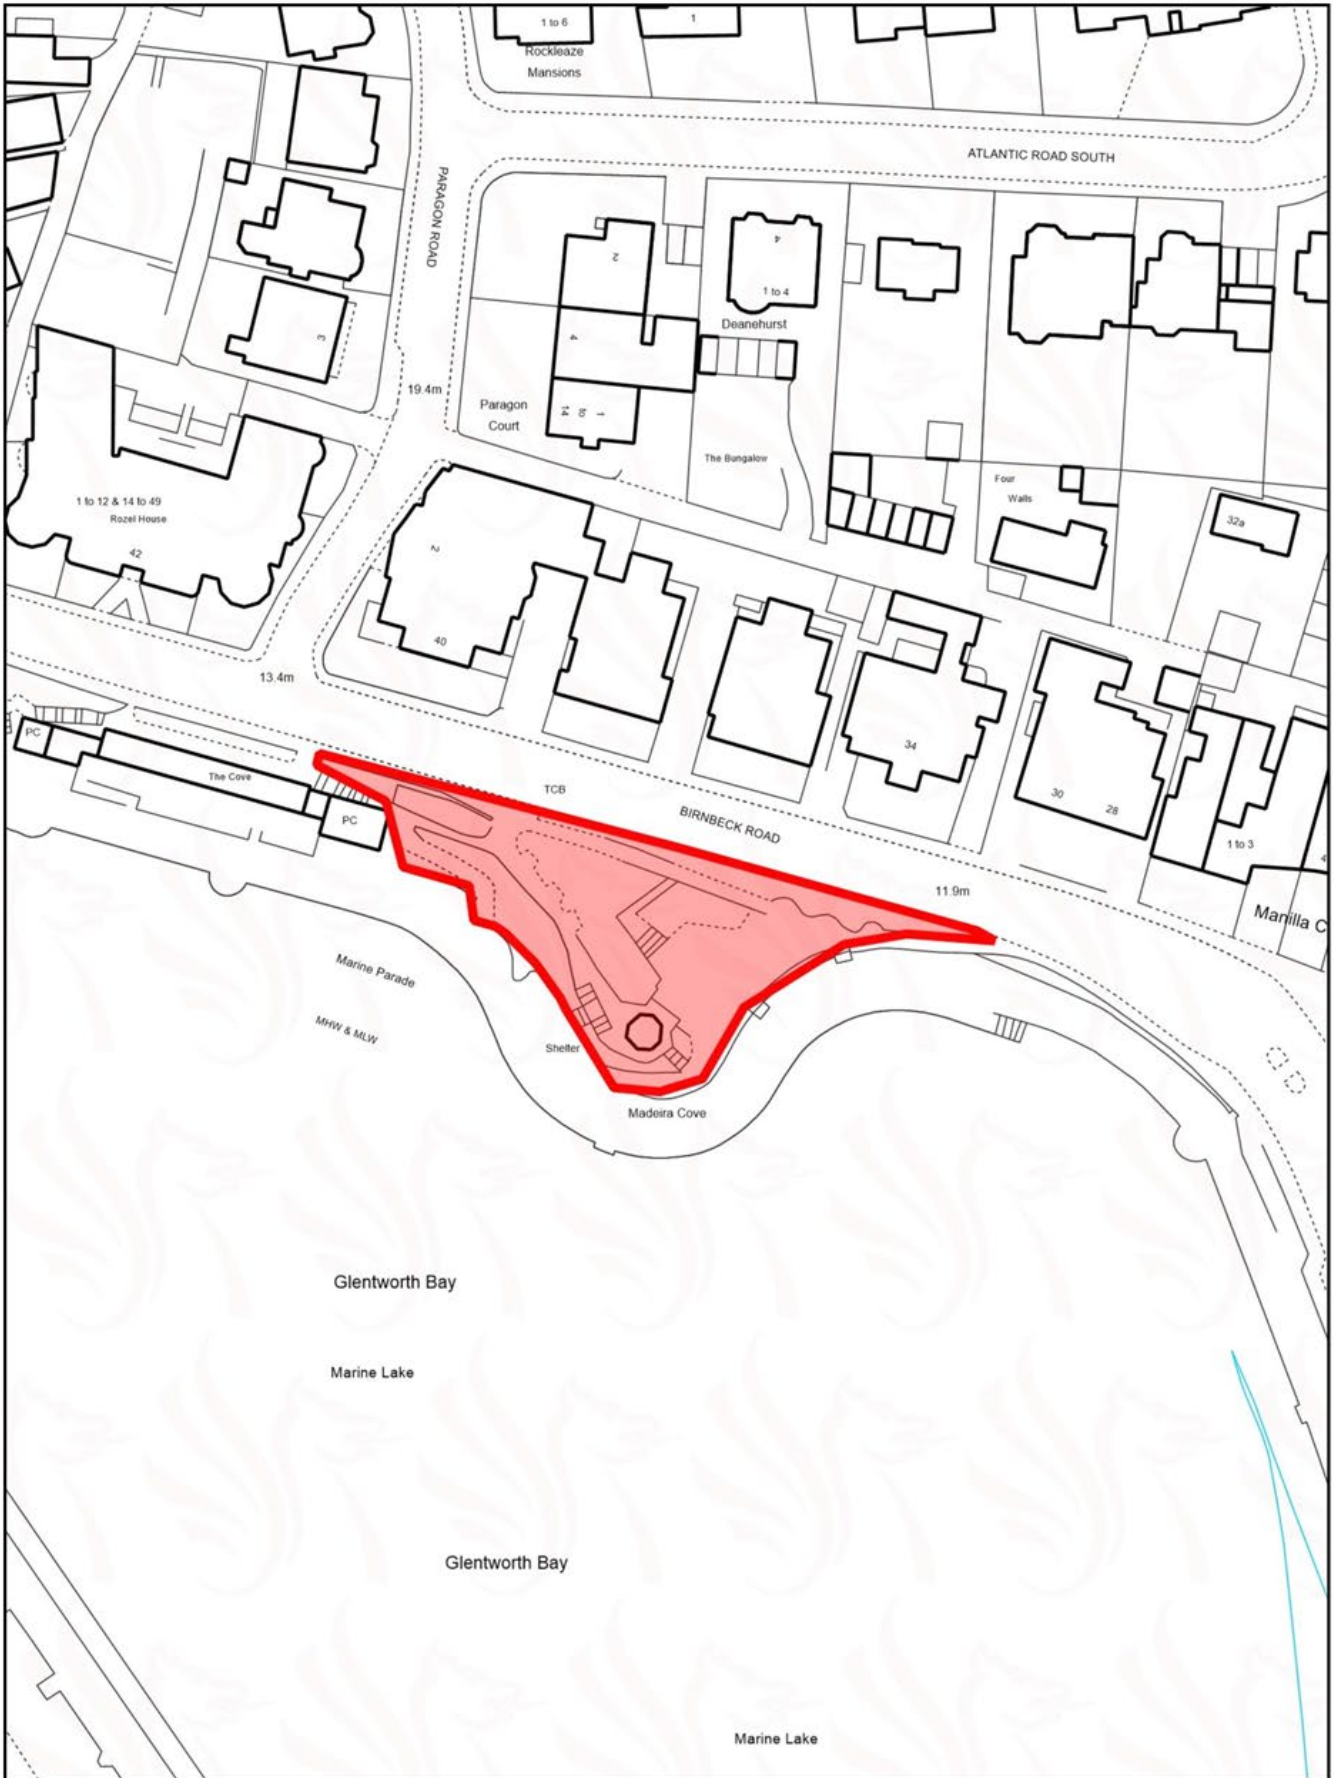 1 to 6
1
Rockleaze
Mansions
ATLANTIC ROAD SOUTH
PARAGON ROAD
2
4
1 to 4
Deanehurst
3
4
19.4m
Paragon
Court
1 to 14
The Bungalow
Four
Walls
32a
1 to 12 & 14 to 49
Rozel House
42
2
40
13.4m
34
30
28
1 to 3
4
PC
The Cove
PC
TCB
BIRNBECK ROAD
11.9m
Manilla C
Marine Parade
MHW & MLW
Shelter
Madeira Cove
Glentworth Bay
Marine Lake
Glentworth Bay
Marine Lake